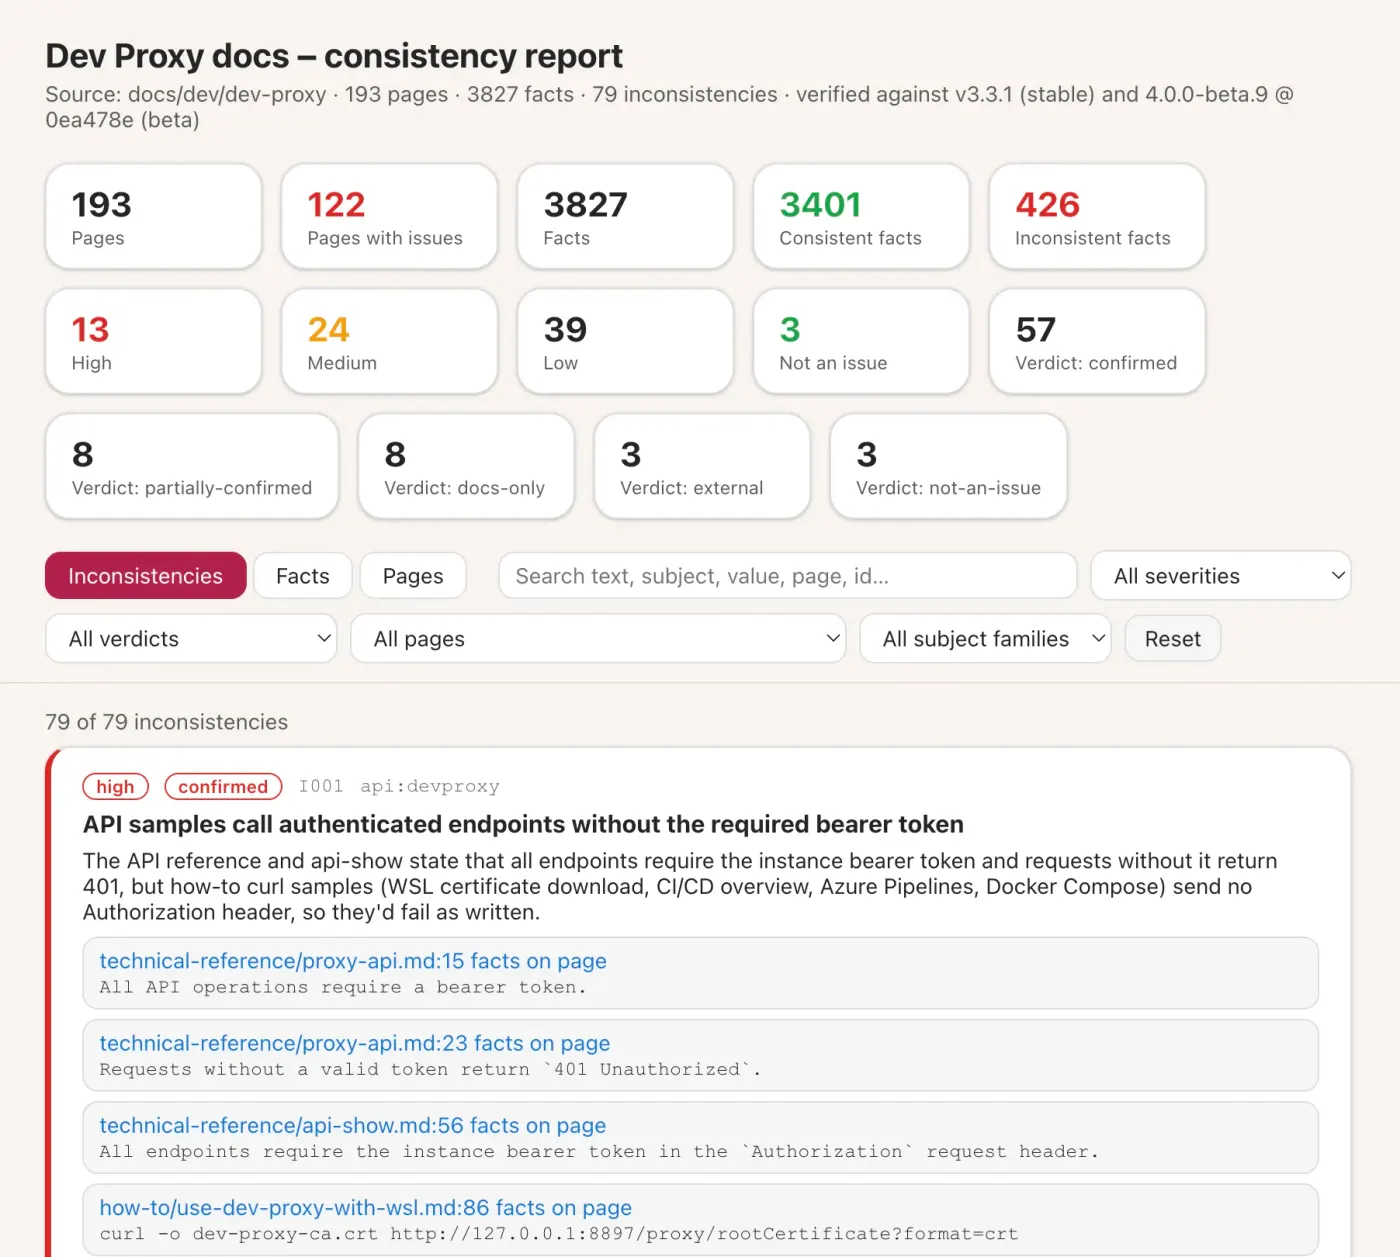 Dev Proxy docs – consistency report
Source: docs/dev/dev-proxy · 193 pages · 3827 facts · 79 inconsistencies · verified against v3.3.1 (stable) and 4.0.0-beta.9 @
0ea478e (beta)
193
Pages
122
Pages with issues
3827
Facts
3401
Consistent facts
426
Inconsistent facts
13
High
24
Medium
39
Low
3
Not an issue
57
Verdict: confirmed
8
Verdict: partially-confirmed
8
Verdict: docs-only
3
Verdict: external
3
Verdict: not-an-issue
Inconsistencies
Facts
Pages
Search text, subject, value, page, id...
All severities
All verdicts
All pages
All subject families
Reset
79 of 79 inconsistencies
high confirmed I001 api:devproxy
API samples call authenticated endpoints without the required bearer token
The API reference and api-show state that all endpoints require the instance bearer token and requests without it return
401, but how-to curl samples (WSL certificate download, CI/CD overview, Azure Pipelines, Docker Compose) send no
Authorization header, so they'd fail as written.
technical-reference/proxy-api.md:15 facts on page
All API operations require a bearer token.
technical-reference/proxy-api.md:23 facts on page
Requests without a valid token return `401 Unauthorized`.
technical-reference/api-show.md:56 facts on page
All endpoints require the instance bearer token in the `Authorization` request header.
how-to/use-dev-proxy-with-wsl.md:86 facts on page
curl -o dev-proxy-ca.crt http://127.0.0.1:8897/proxy/rootCertificate?format=crt